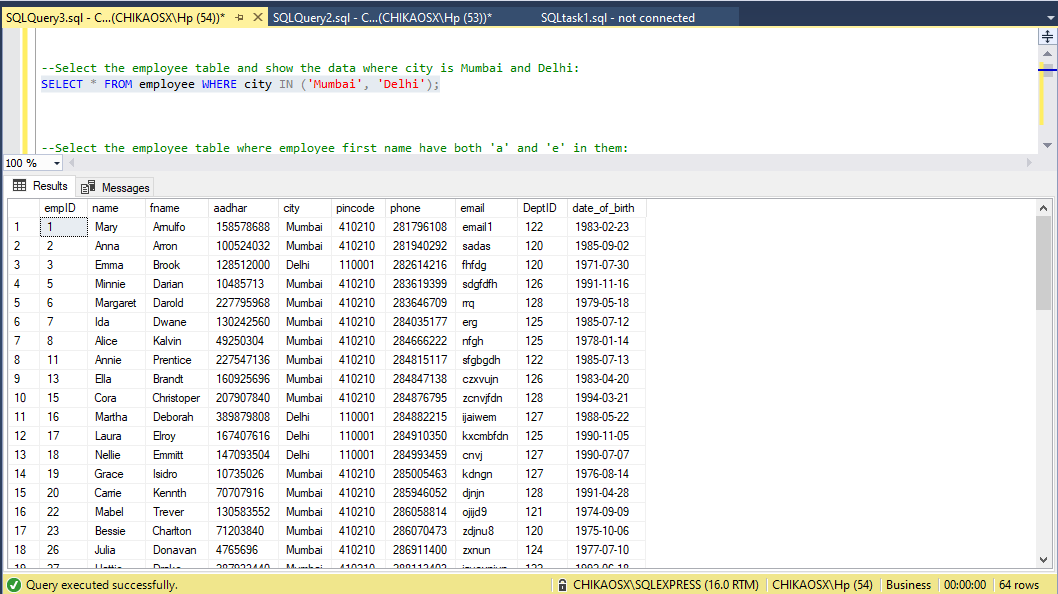 SQLQuery3.sql - C...(CHIKAOSX\Hp (54))* SQLQuery2.sql - C...(CHIKAOSX\Hp (53))* SQLtask1.sql - not connected
--Select the employee table and show the data where city is Mumbai and Delhi:
SELECT * FROM employee WHERE city IN ('Mumbai', 'Delhi');
--Select the employee table where employee first name have both 'a' and 'e' in them:
100 %
Results Messages
empID name fname aadhar city pincode phone email DeptID date_of_birth
1 1 Mary Arnulfo 158578688 Mumbai 410210 281796108 email1 122 1983-02-23
2 2 Anna Arron 100524032 Mumbai 410210 281940292 sadas 120 1985-09-02
3 3 Emma Brook 128512000 Delhi 110001 282614216 fhfdg 120 1971-07-30
4 5 Minnie Darian 10485713 Mumbai 410210 283619399 sdgfdfh 126 1991-11-16
5 6 Margaret Darold 227795968 Mumbai 410210 283646709 rrq 128 1979-05-18
6 7 Ida Dwane 130242560 Mumbai 410210 284035177 erg 125 1985-07-12
7 8 Alice Kalvin 49250304 Mumbai 410210 284666222 nfgh 125 1978-01-14
8 11 Annie Prentice 227547136 Mumbai 410210 284815117 sfgbgdh 122 1985-07-13
9 13 Ella Brandt 160925696 Mumbai 410210 284847138 czxvujn 126 1983-04-20
10 15 Cora Christoper 207907840 Mumbai 410210 284876795 zcnvjfdn 128 1994-03-21
11 16 Martha Deborah 389879808 Delhi 110001 284882215 ijaiwem 127 1988-05-22
12 17 Laura Elroy 167407616 Delhi 110001 284910350 kxcmbfdn 125 1990-11-05
13 18 Nellie Emmitt 147093504 Delhi 110001 284993459 cnvj 127 1990-07-07
14 19 Grace Isidro 10735026 Mumbai 410210 285005463 kdngn 127 1976-08-14
15 20 Carrie Kennth 70707916 Mumbai 410210 285946052 djnjn 128 1991-04-28
16 22 Mabel Trever 130583552 Mumbai 410210 286058814 ojijd9 121 1974-09-09
17 23 Bessie Charlton 71203840 Mumbai 410210 286070473 zdjnu8 120 1975-10-06
18 26 Julia Donavan 4765696 Mumbai 410210 286911400 zxnun 124 1977-07-10
Query executed successfully. CHIKAOSX\SQLEXPRESS (16.0 RTM) CHIKAOSX\Hp (54) Business 00:00:00 64 rows